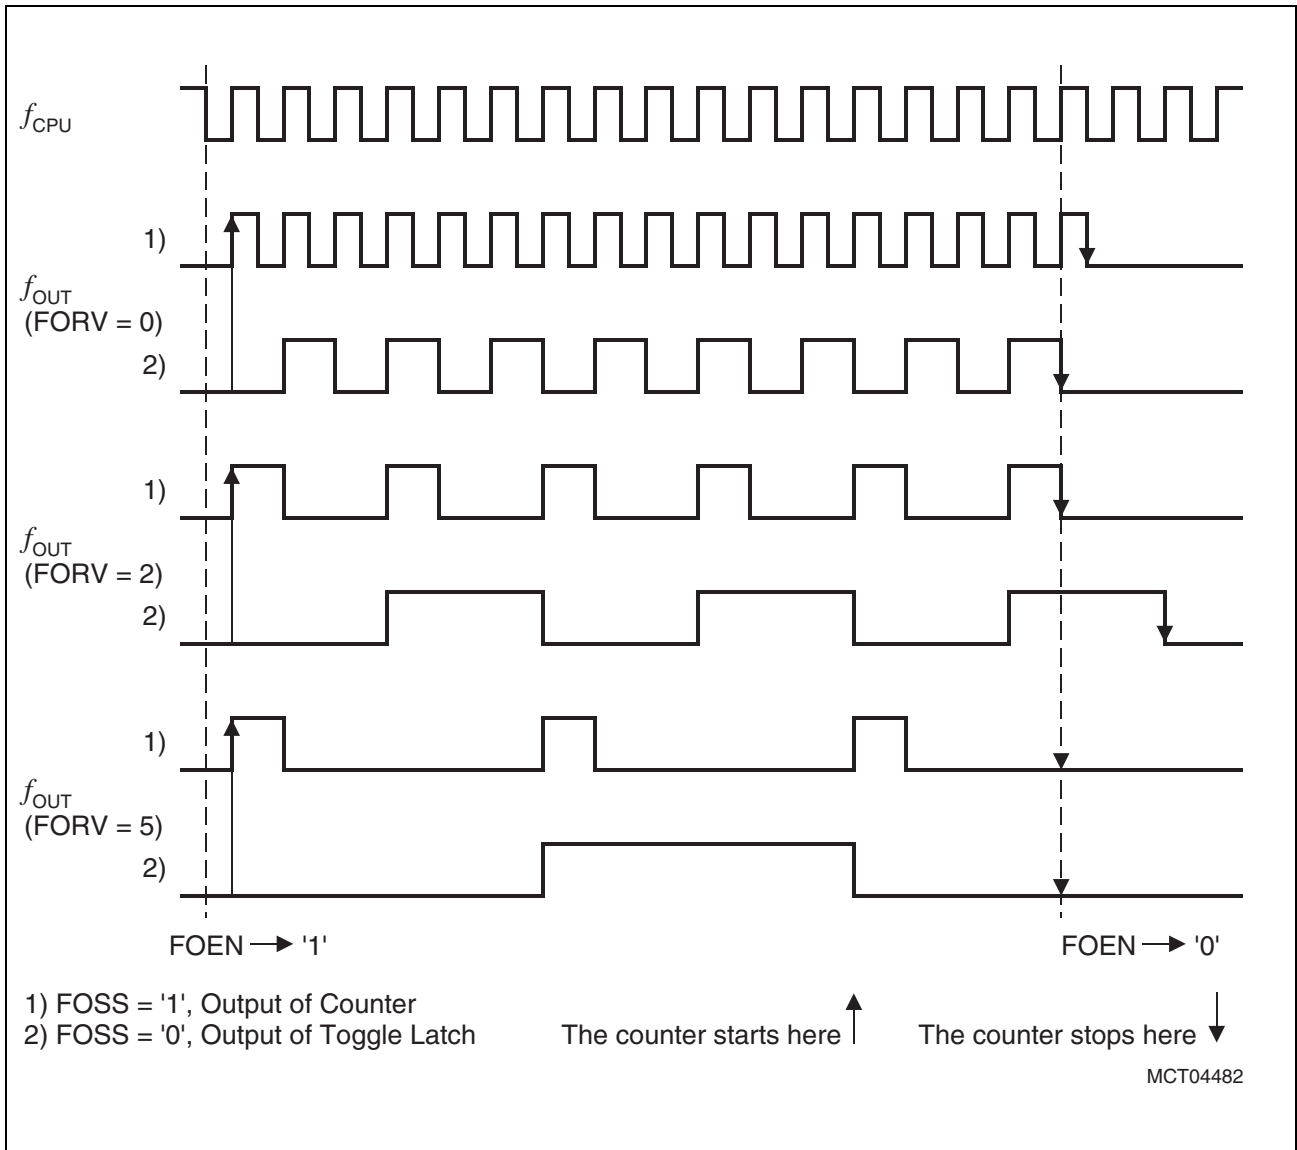 fCPU
1)
fOUT
(FORV = 0)
2)
1)
fOUT
(FORV = 2)
2)
1)
fOUT
(FORV = 5)
2)
FOEN → '1'
FOEN → '0'
1) FOSS = '1', Output of Counter
2) FOSS = '0', Output of Toggle Latch
The counter starts here ↑
The counter stops here ↓
MCT04482